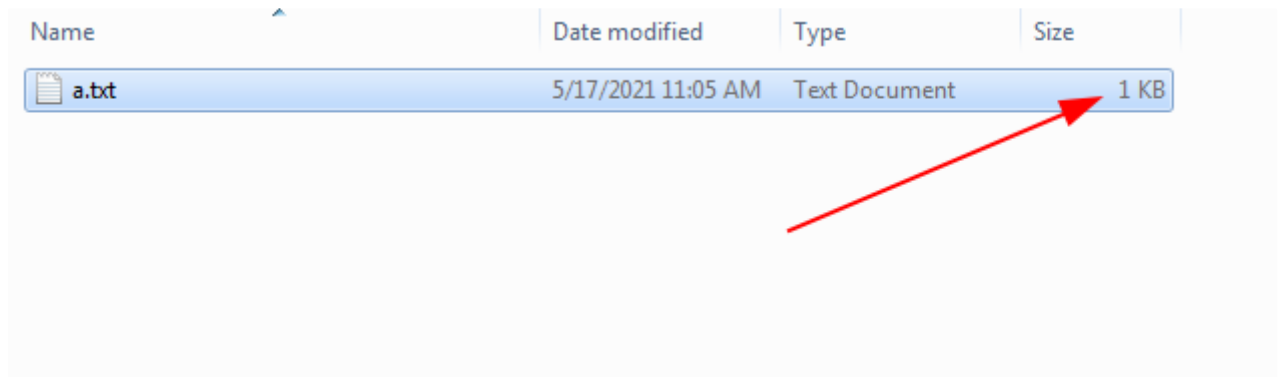 Name Date modified Type Size
a.txt 5/17/2021 11:05 AM Text Document 1 KB